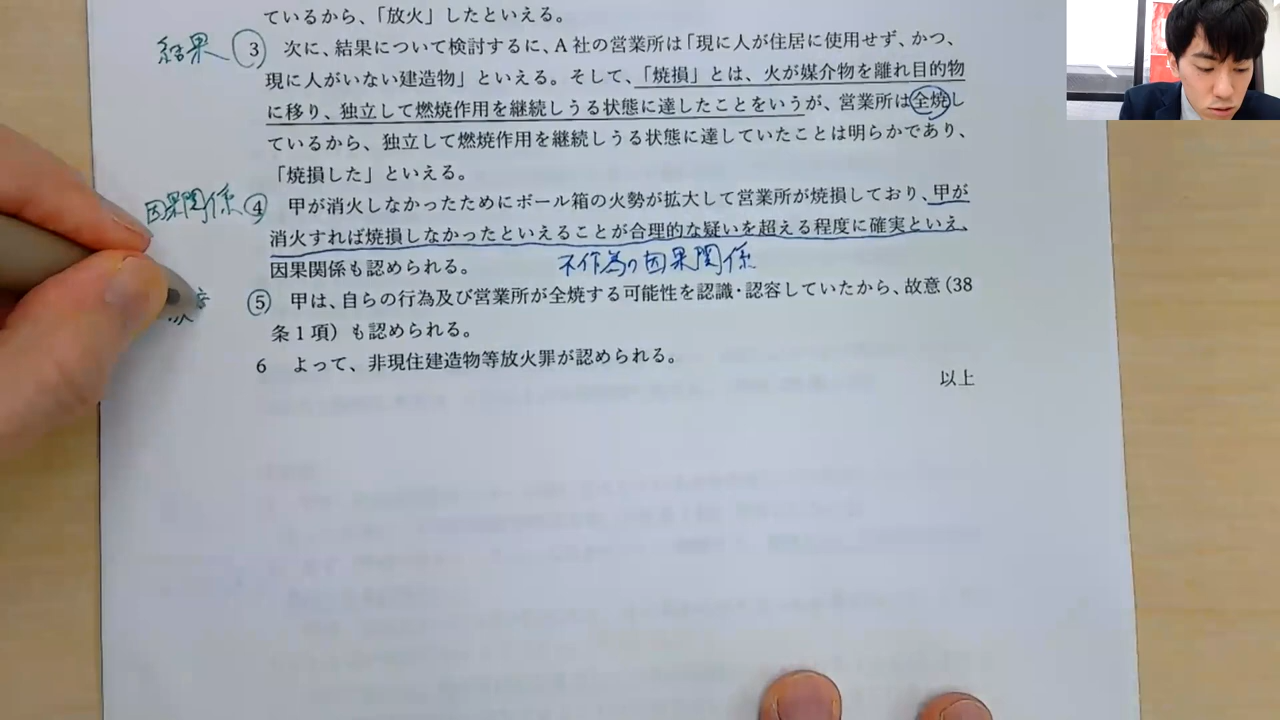 ているから、「放火」したといえる。
結果 3 次に、結果について検討するに、A社の営業所は「現に人が住居に使用せず、かつ、
現に人がいない建造物」といえる。そして、「焼損」とは、火が媒介物を離れ目的物
に移り、独立して燃焼作用を継続しうる状態に達したことをいうが、営業所は全焼し
ているから、独立して燃焼作用を継続しうる状態に達していたことは明らかであり、
「焼損した」といえる。
因果関係 4 甲が消火しなかったためにボール箱の火勢が拡大して営業所が焼損しており、甲が
消火すれば焼損しなかったといえることが合理的な疑いを超える程度に確実といえ、
因果関係も認められる。 不作為の因果関係
5 甲は、自らの行為及び営業所が全焼する可能性を認識・認容していたから、故意(38
条1項)も認められる。
6 よって、非現住建造物等放火罪が認められる。
以上